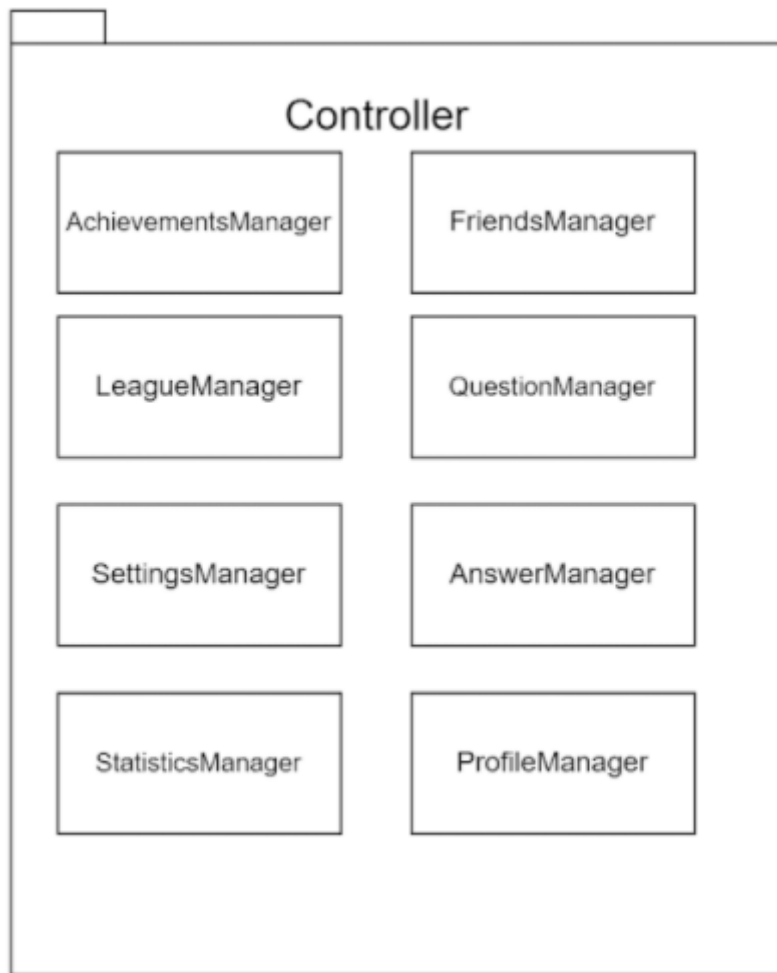 Controller
AchievementsManager
FriendsManager
LeagueManager
QuestionManager
SettingsManager
AnswerManager
StatisticsManager
ProfileManager